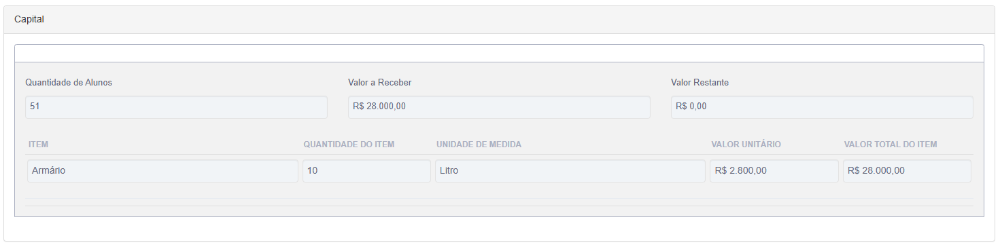 Capital
Quantidade de Alunos Valor a Receber Valor Restante
51 R$ 28.000,00 R$ 0,00
ITEM QUANTIDADE DO ITEM UNIDADE DE MEDIDA VALOR UNITÁRIO VALOR TOTAL DO ITEM
Armário 10 Litro R$ 2.800,00 R$ 28.000,00